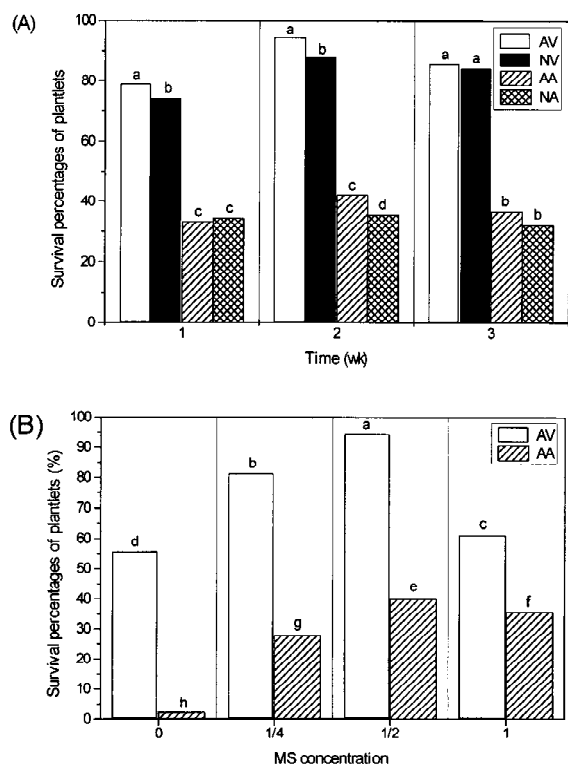 (A)
Survival percentages of plantlets
100
80
60
40
20
0
a
b
c
c
a
b
c
d
a
a
b
b
AV
NV
AA
NA
1
2
3
Time (wk)
(B)
Survival percentages of plantlets (%)
100
90
80
70
60
50
40
30
20
10
0
d
h
b
g
a
e
c
f
AV
AA
0
1/4
1/2
1
MS concentration